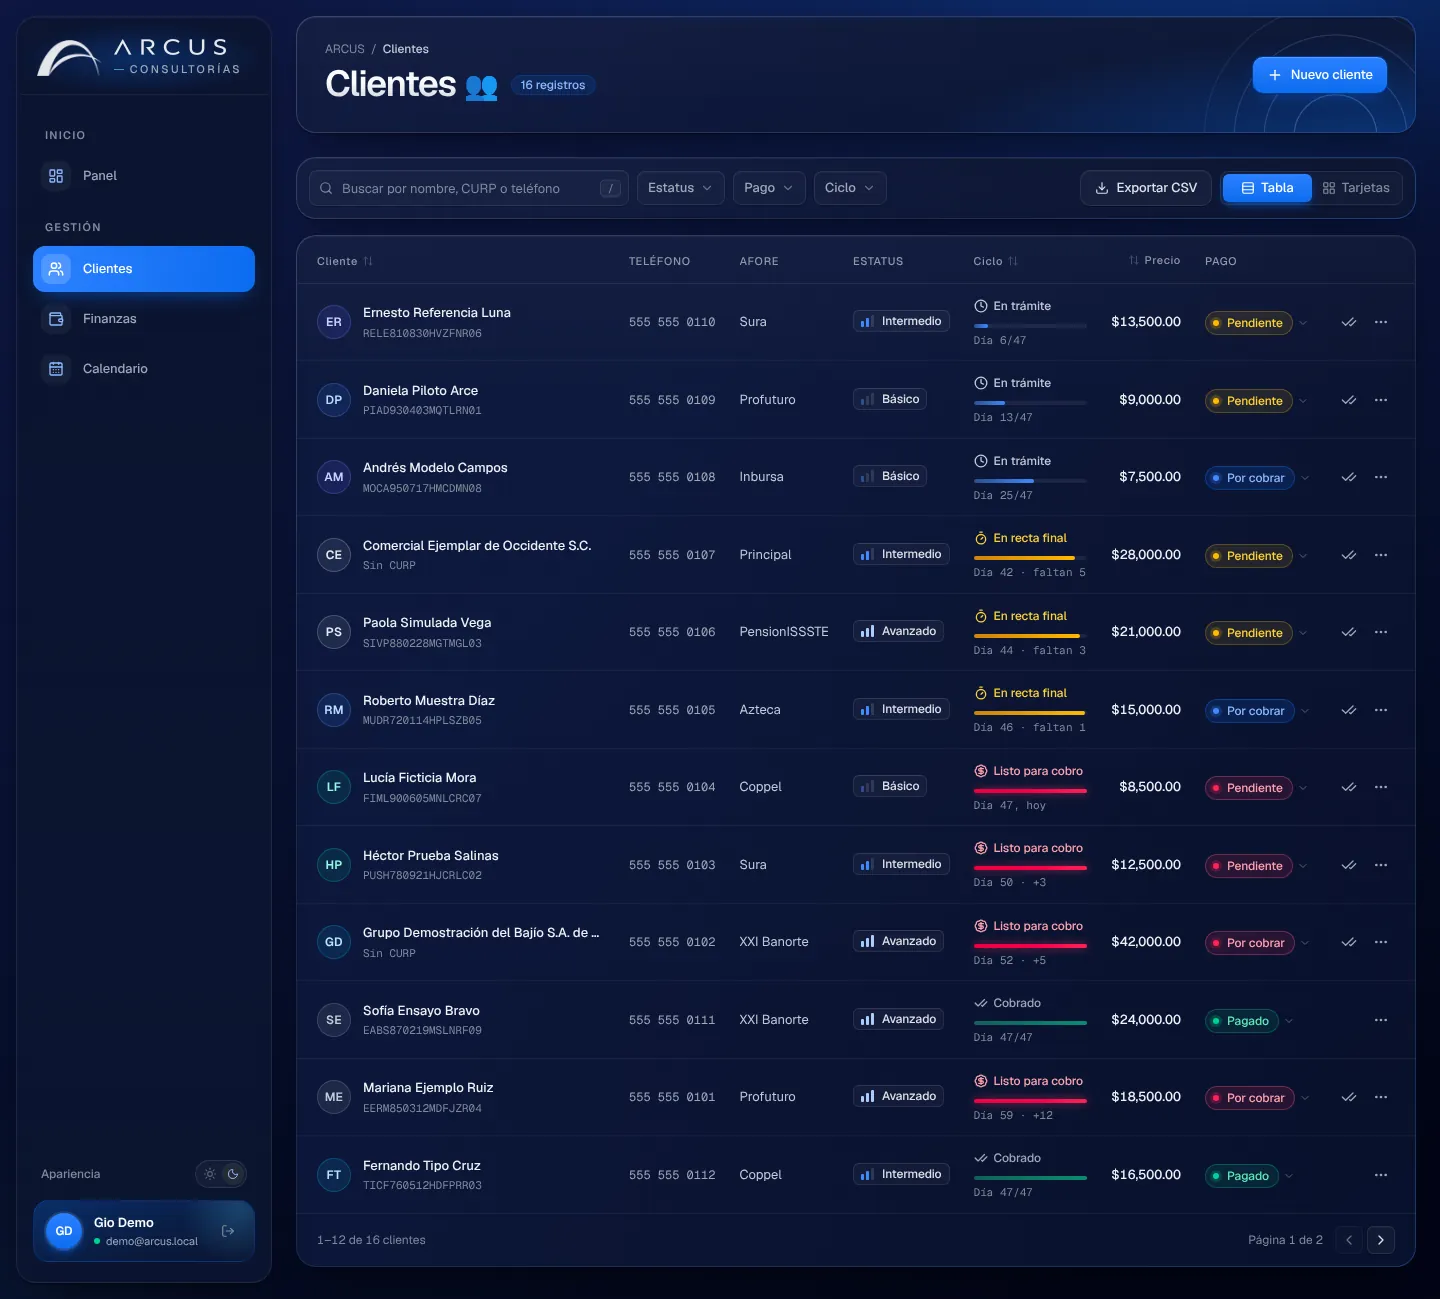 ARCUS
— CONSULTORÍAS
INICIO
Panel
GESTIÓN
Clientes
Finanzas
Calendario
Apariencia
GD
Gio Demo
demo@arcus.local
ARCUS / Clientes
Clientes
16 registros
+ Nuevo cliente
Buscar por nombre, CURP o teléfono /
Estatus
Pago
Ciclo
Exportar CSV
Tabla
Tarjetas
Cliente TELÉFONO AFORE ESTATUS Ciclo Precio PAGO
ER Ernesto Referencia Luna 555 555 0110 Sura Intermedio En trámite $13,500.00 Pendiente
RELE810830HVZFNR06 Día 6/47
DP Daniela Piloto Arce 555 555 0109 Profuturo Básico En trámite $9,000.00 Pendiente
PIAD930403MQTLRN01 Día 13/47
AM Andrés Modelo Campos 555 555 0108 Inbursa Básico En trámite $7,500.00 Por cobrar
MOCA950717HMCDMN08 Día 25/47
CE Comercial Ejemplar de Occidente S.C. 555 555 0107 Principal Intermedio En recta final $28,000.00 Pendiente
Sin CURP Día 42 · faltan 5
PS Paola Simulada Vega 555 555 0106 PensionISSSTE Avanzado En recta final $21,000.00 Pendiente
SIVP880228MGTMGL03 Día 44 · faltan 3
RM Roberto Muestra Díaz 555 555 0105 Azteca Intermedio En recta final $15,000.00 Por cobrar
MUDR720114HPLSZB05 Día 46 · faltan 1
LF Lucía Ficticia Mora 555 555 0104 Coppel Básico Listo para cobro $8,500.00 Pendiente
FIML900605MNLCRC07 Día 47, hoy
HP Héctor Prueba Salinas 555 555 0103 Sura Intermedio Listo para cobro $12,500.00 Pendiente
PUSH780921HJCRLC02 Día 50 · +3
GD Grupo Demostración del Bajío S.A. de ... 555 555 0102 XXI Banorte Avanzado Listo para cobro $42,000.00 Por cobrar
Sin CURP Día 52 · +5
SE Sofía Ensayo Bravo 555 555 0111 XXI Banorte Avanzado Cobrado $24,000.00 Pagado
EABS870219MSLNRF09 Día 47/47
ME Mariana Ejemplo Ruiz 555 555 0101 Profuturo Avanzado Listo para cobro $18,500.00 Por cobrar
EERM850312MDFJZR04 Día 59 · +12
FT Fernando Tipo Cruz 555 555 0112 Coppel Intermedio Cobrado $16,500.00 Pagado
TICF760512HDFPRR03 Día 47/47
1–12 de 16 clientes
Página 1 de 2